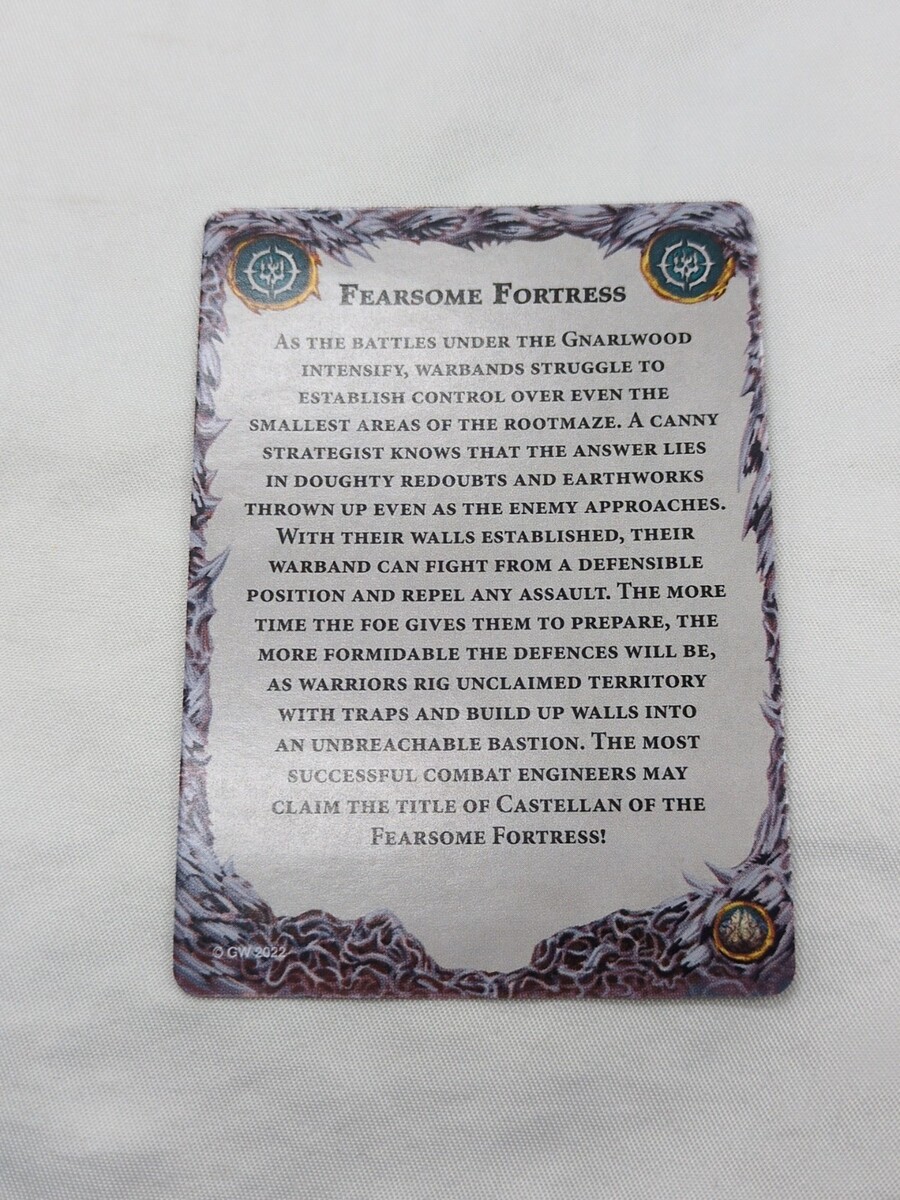 Fearsome Fortress
As the battles under the Gnarlwood
intensify, warbands struggle to
establish control over even the
smallest areas of the rootmaze. A canny
strategist knows that the answer lies
in doughty redoubts and earthworks
thrown up even as the enemy approaches.
With their walls established, their
warband can fight from a defensible
position and repel any assault. The more
time the foe gives them to prepare, the
more formidable the defences will be,
as warriors rig unclaimed territory
with traps and build up walls into
an unbreachable bastion. The most
successful combat engineers may
claim the title of Castellan of the
Fearsome Fortress!
© GW 2022